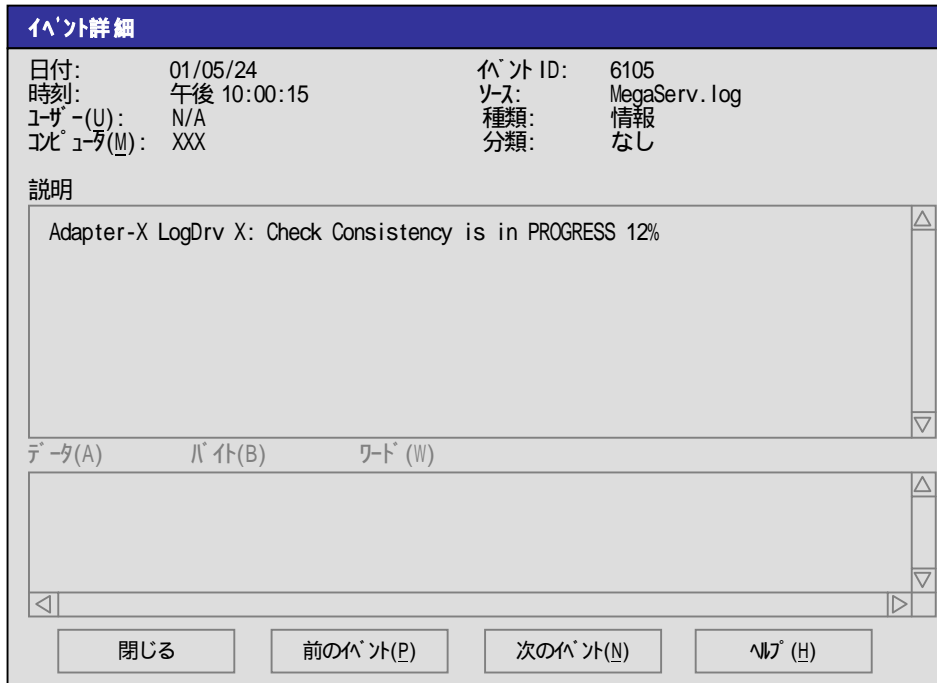 ｲﾍﾞﾝﾄ詳細
日付: 01/05/24 ｲﾍﾞﾝﾄ ID: 6105
時刻: 午後 10:00:15 ｿｰｽ: MegaServ.log
ﾕｰｻﾞｰ(U): N/A 種類: 情報
ｺﾝﾋﾟｭｰﾀ(M): XXX 分類: なし
説明
Adapter-X LogDrv X: Check Consistency is in PROGRESS 12%
ﾃﾞｰﾀ(A) ﾊﾞｲﾄ(B) ﾜｰﾄﾞ(W)
閉じる 前のｲﾍﾞﾝﾄ(P) 次のｲﾍﾞﾝﾄ(N) ﾍﾙﾌﾟ(H)